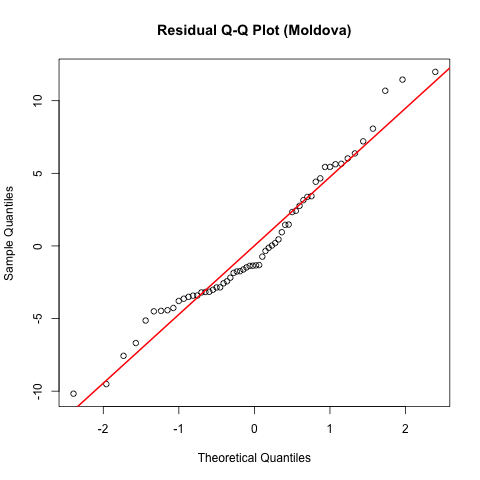 Residual Q-Q Plot (Moldova)
Sample Quantiles
10
5
0
-5
-10
-2 -1 0 1 2
Theoretical Quantiles